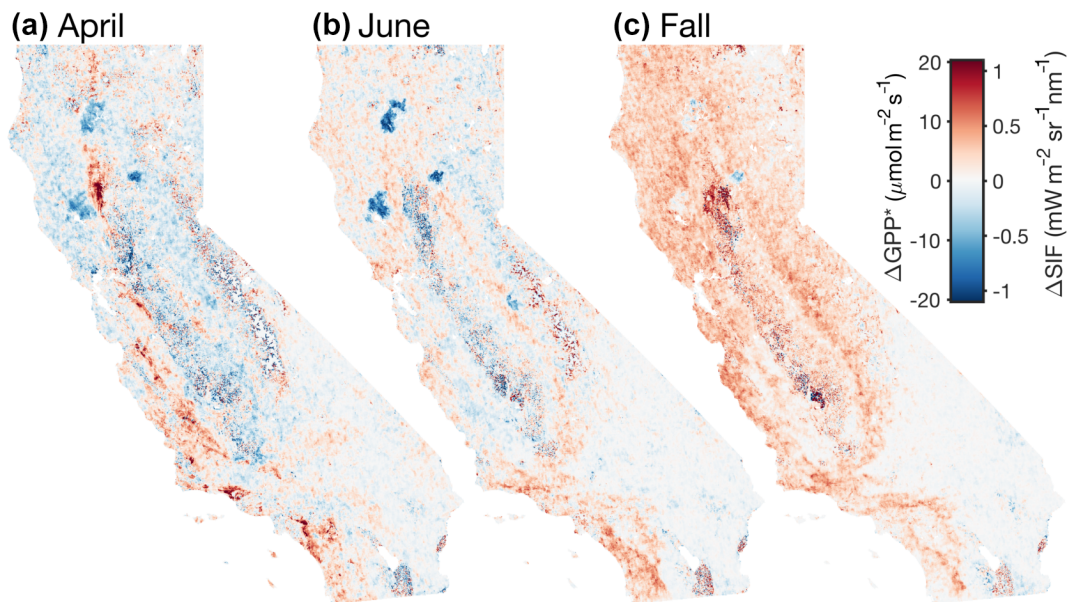 (a) April
(b) June
(c) Fall
20
10
0
-10
-20
1
0.5
0
-0.5
-1
ΔGPP* (μmol m⁻² s⁻¹)
ΔSIF (mW m⁻² sr⁻¹ nm⁻¹)